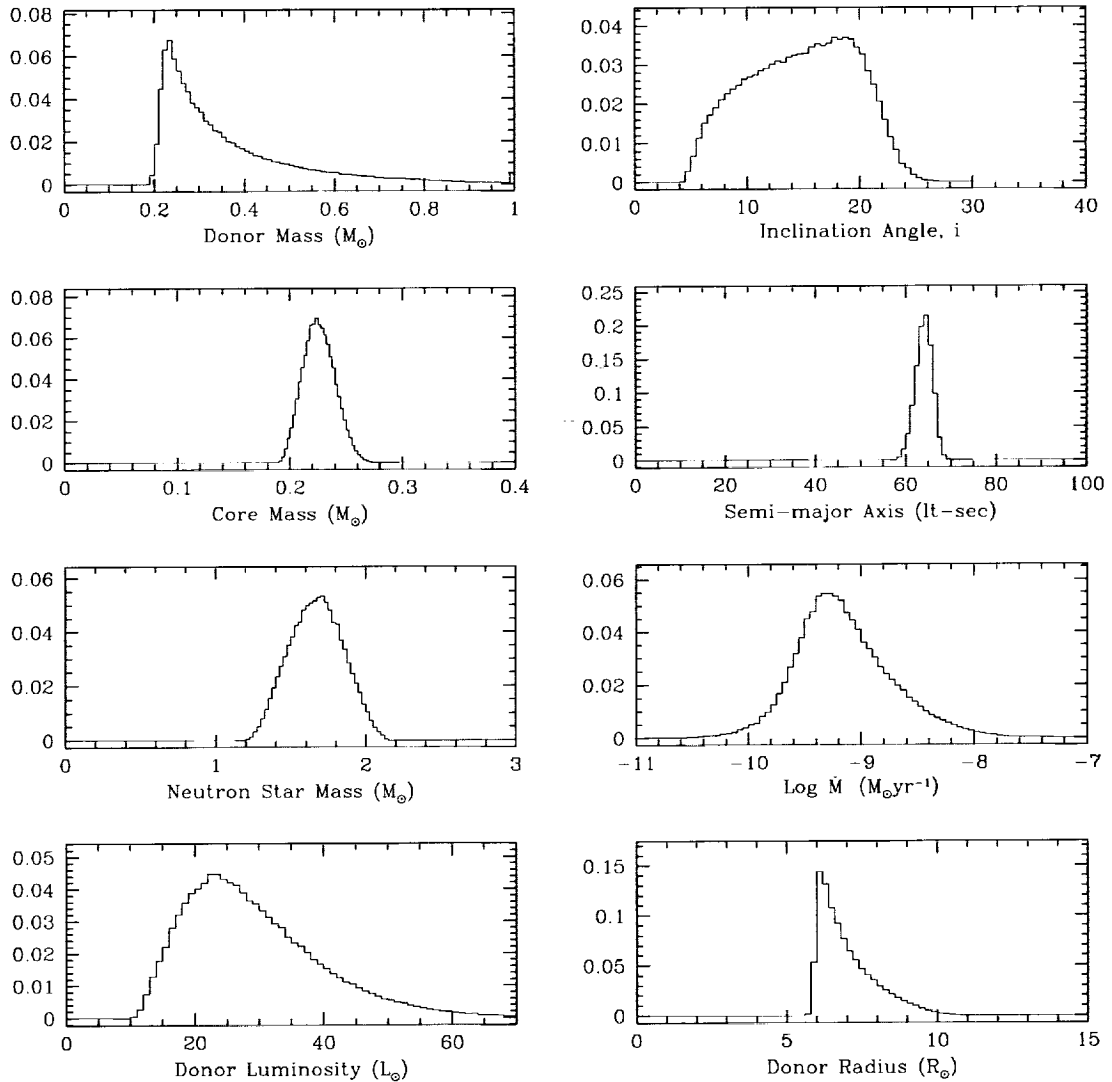 0.08
0.06
0.04
0.02
0
0 0.2 0.4 0.6 0.8 1
Donor Mass (M⊙)
0.04
0.03
0.02
0.01
0
0 10 20 30 40
Inclination Angle, i
0.08
0.06
0.04
0.02
0
0 0.1 0.2 0.3 0.4
Core Mass (M⊙)
0.25
0.2
0.15
0.1
0.05
0
0 20 40 60 80 100
Semi-major Axis (lt-sec)
0.06
0.04
0.02
0
0 1 2 3
Neutron Star Mass (M⊙)
0.06
0.04
0.02
0
-11 -10 -9 -8 -7
Log Ṁ (M⊙yr⁻¹)
0.05
0.04
0.03
0.02
0.01
0
0 20 40 60
Donor Luminosity (L⊙)
0.15
0.1
0.05
0
0 5 10 15
Donor Radius (R⊙)